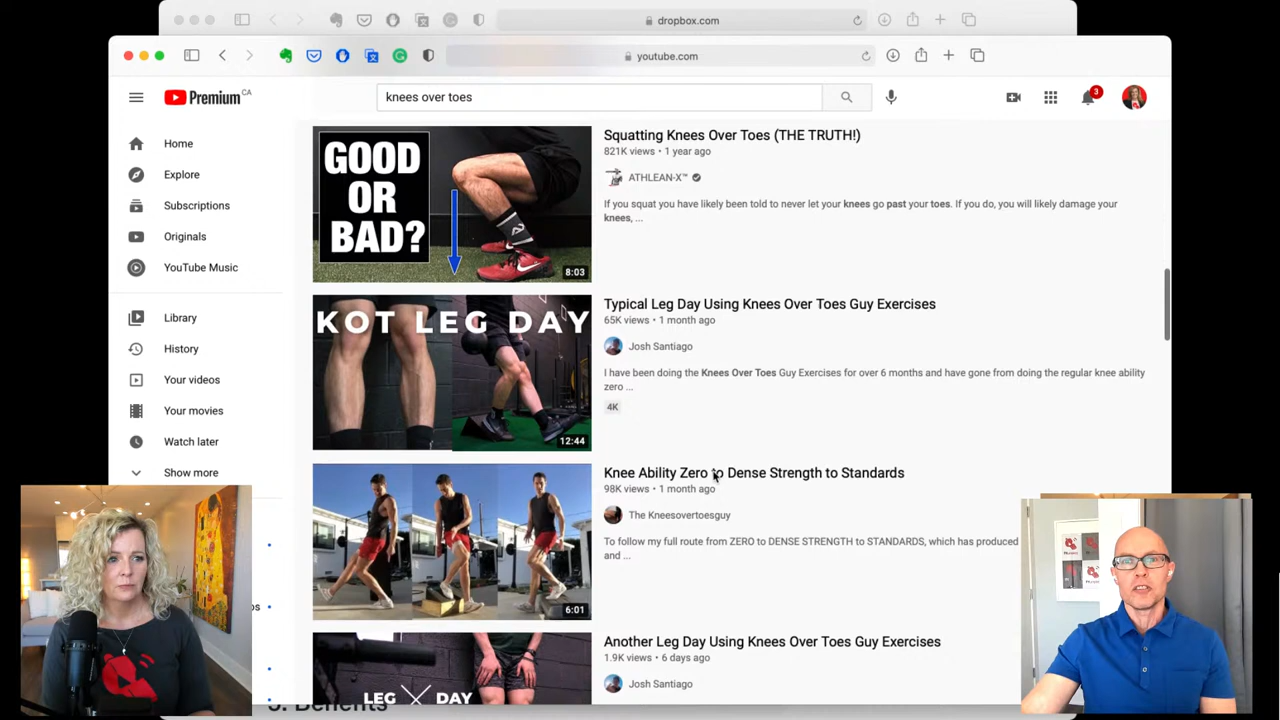 dropbox.com
youtube.com
Premium CA
knees over toes
3
Home
Explore
Subscriptions
Originals
YouTube Music
Library
History
Your videos
Your movies
Watch later
Show more
GOOD
OR
BAD?
8:03
Squatting Knees Over Toes (THE TRUTH!)
821K views • 1 year ago
ATHLEAN-X™
If you squat you have likely been told to never let your knees go past your toes. If you do, you will likely damage your
knees, ...
KOT LEG DAY
12:44
Typical Leg Day Using Knees Over Toes Guy Exercises
65K views • 1 month ago
Josh Santiago
I have been doing the Knees Over Toes Guy Exercises for over 6 months and have gone from doing the regular knee ability
zero ...
4K
6:01
Knee Ability Zero to Dense Strength to Standards
98K views • 1 month ago
The Kneesovertoesguy
To follow my full route from ZERO to DENSE STRENGTH to STANDARDS, which has produced
and ...
LEG DAY
Another Leg Day Using Knees Over Toes Guy Exercises
1.9K views • 6 days ago
Josh Santiago